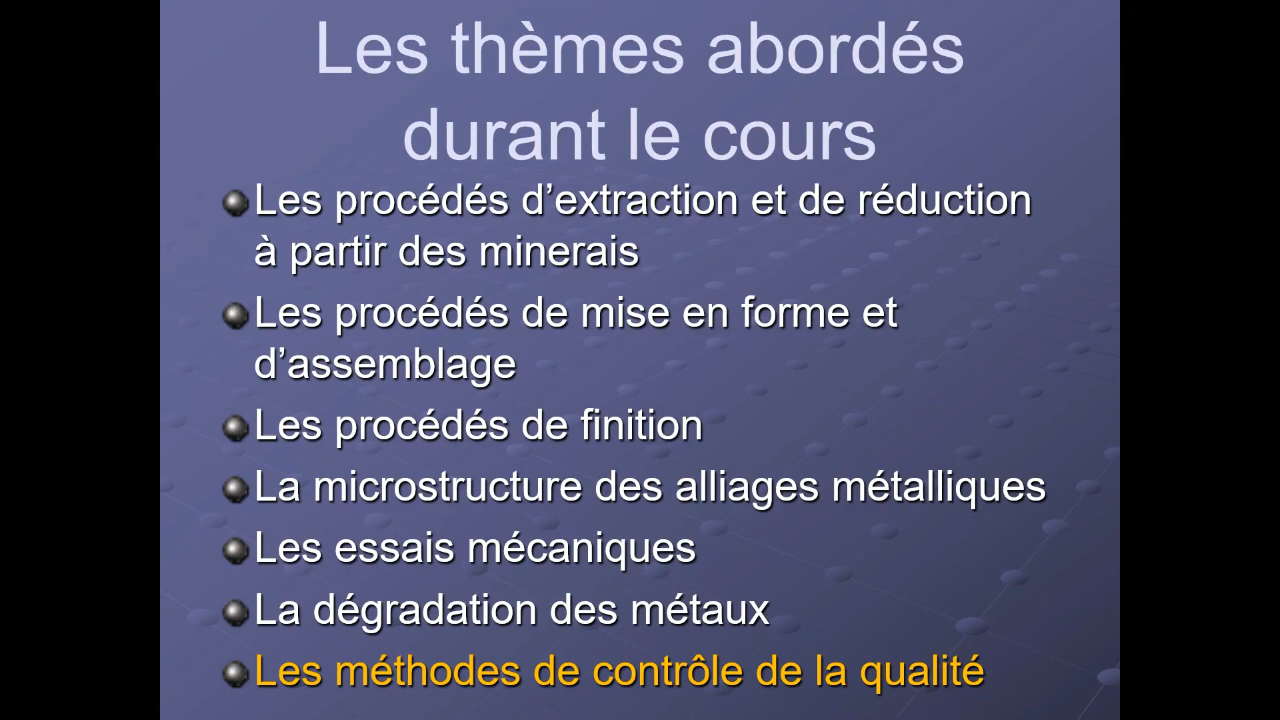 Les thèmes abordés
durant le cours
Les procédés d’extraction et de réduction
à partir des minerais
Les procédés de mise en forme et
d’assemblage
Les procédés de finition
La microstructure des alliages métalliques
Les essais mécaniques
La dégradation des métaux
Les méthodes de contrôle de la qualité